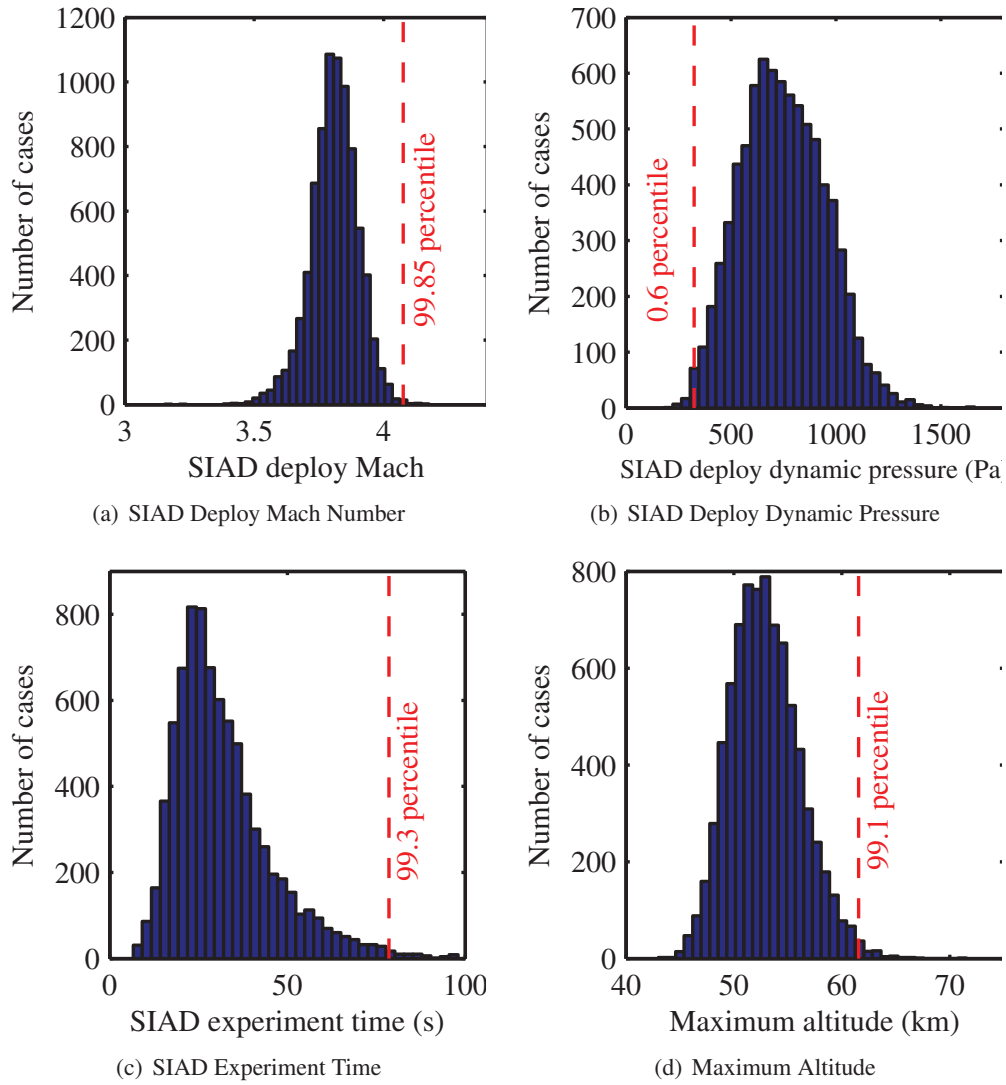 1200
1000
800
600
400
200
0
3
3.5
4
Number of cases
SIAD deploy Mach
99.85 percentile
(a) SIAD Deploy Mach Number
700
600
500
400
300
200
100
0
0
500
1000
1500
Number of cases
SIAD deploy dynamic pressure (Pa)
0.6 percentile
(b) SIAD Deploy Dynamic Pressure
800
600
400
200
0
0
50
100
Number of cases
SIAD experiment time (s)
99.3 percentile
(c) SIAD Experiment Time
800
600
400
200
0
40
50
60
70
Number of cases
Maximum altitude (km)
99.1 percentile
(d) Maximum Altitude